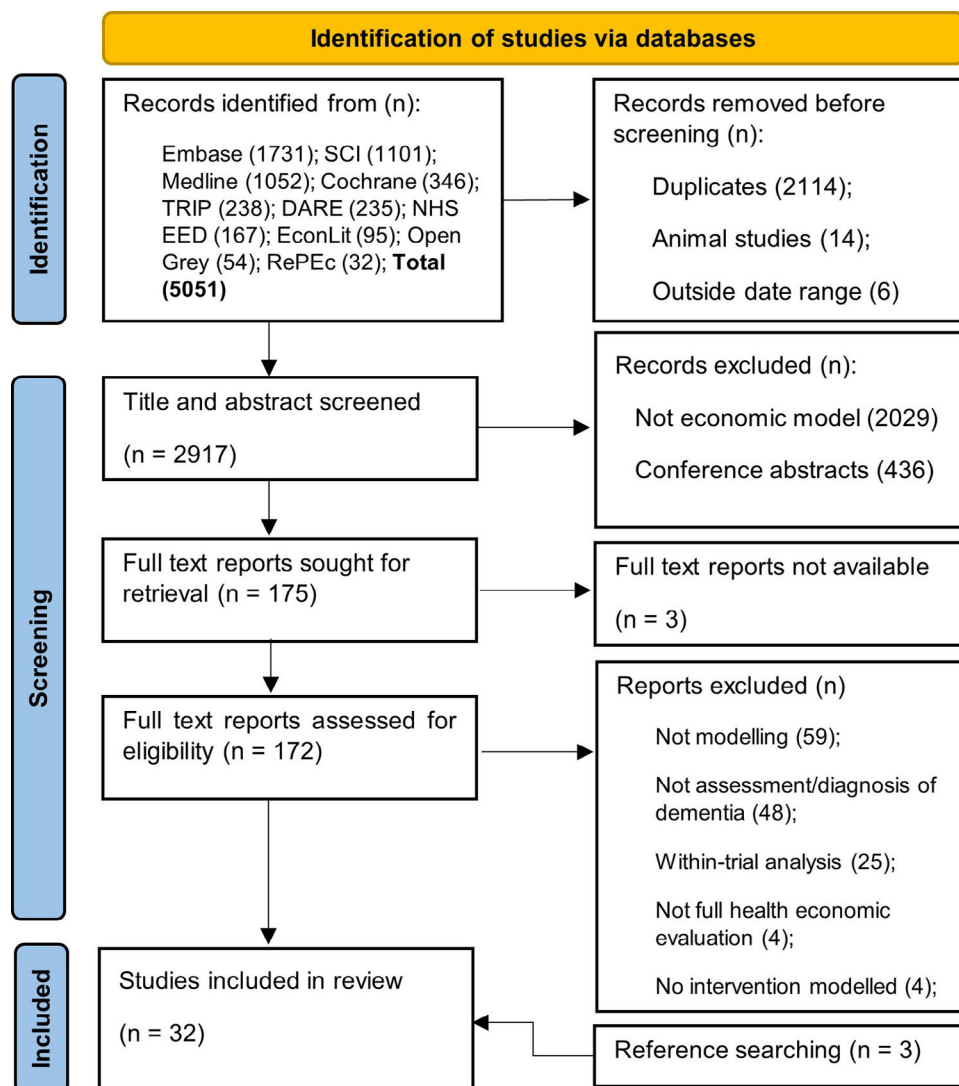 Identification of studies via databases
Identification
Records identified from (n):
Embase (1731); SCI (1101);
Medline (1052); Cochrane (346);
TRIP (238); DARE (235); NHS
EED (167); EconLit (95); Open
Grey (54); RePEc (32); Total
(5051)
Records removed before
screening (n):
Duplicates (2114);
Animal studies (14);
Outside date range (6)
Screening
Title and abstract screened
(n = 2917)
Records excluded (n):
Not economic model (2029)
Conference abstracts (436)
Full text reports sought for
retrieval (n = 175)
Full text reports not available
(n = 3)
Full text reports assessed for
eligibility (n = 172)
Reports excluded (n)
Not modelling (59);
Not assessment/diagnosis of
dementia (48);
Within-trial analysis (25);
Not full health economic
evaluation (4);
No intervention modelled (4);
Included
Studies included in review
(n = 32)
Reference searching (n = 3)